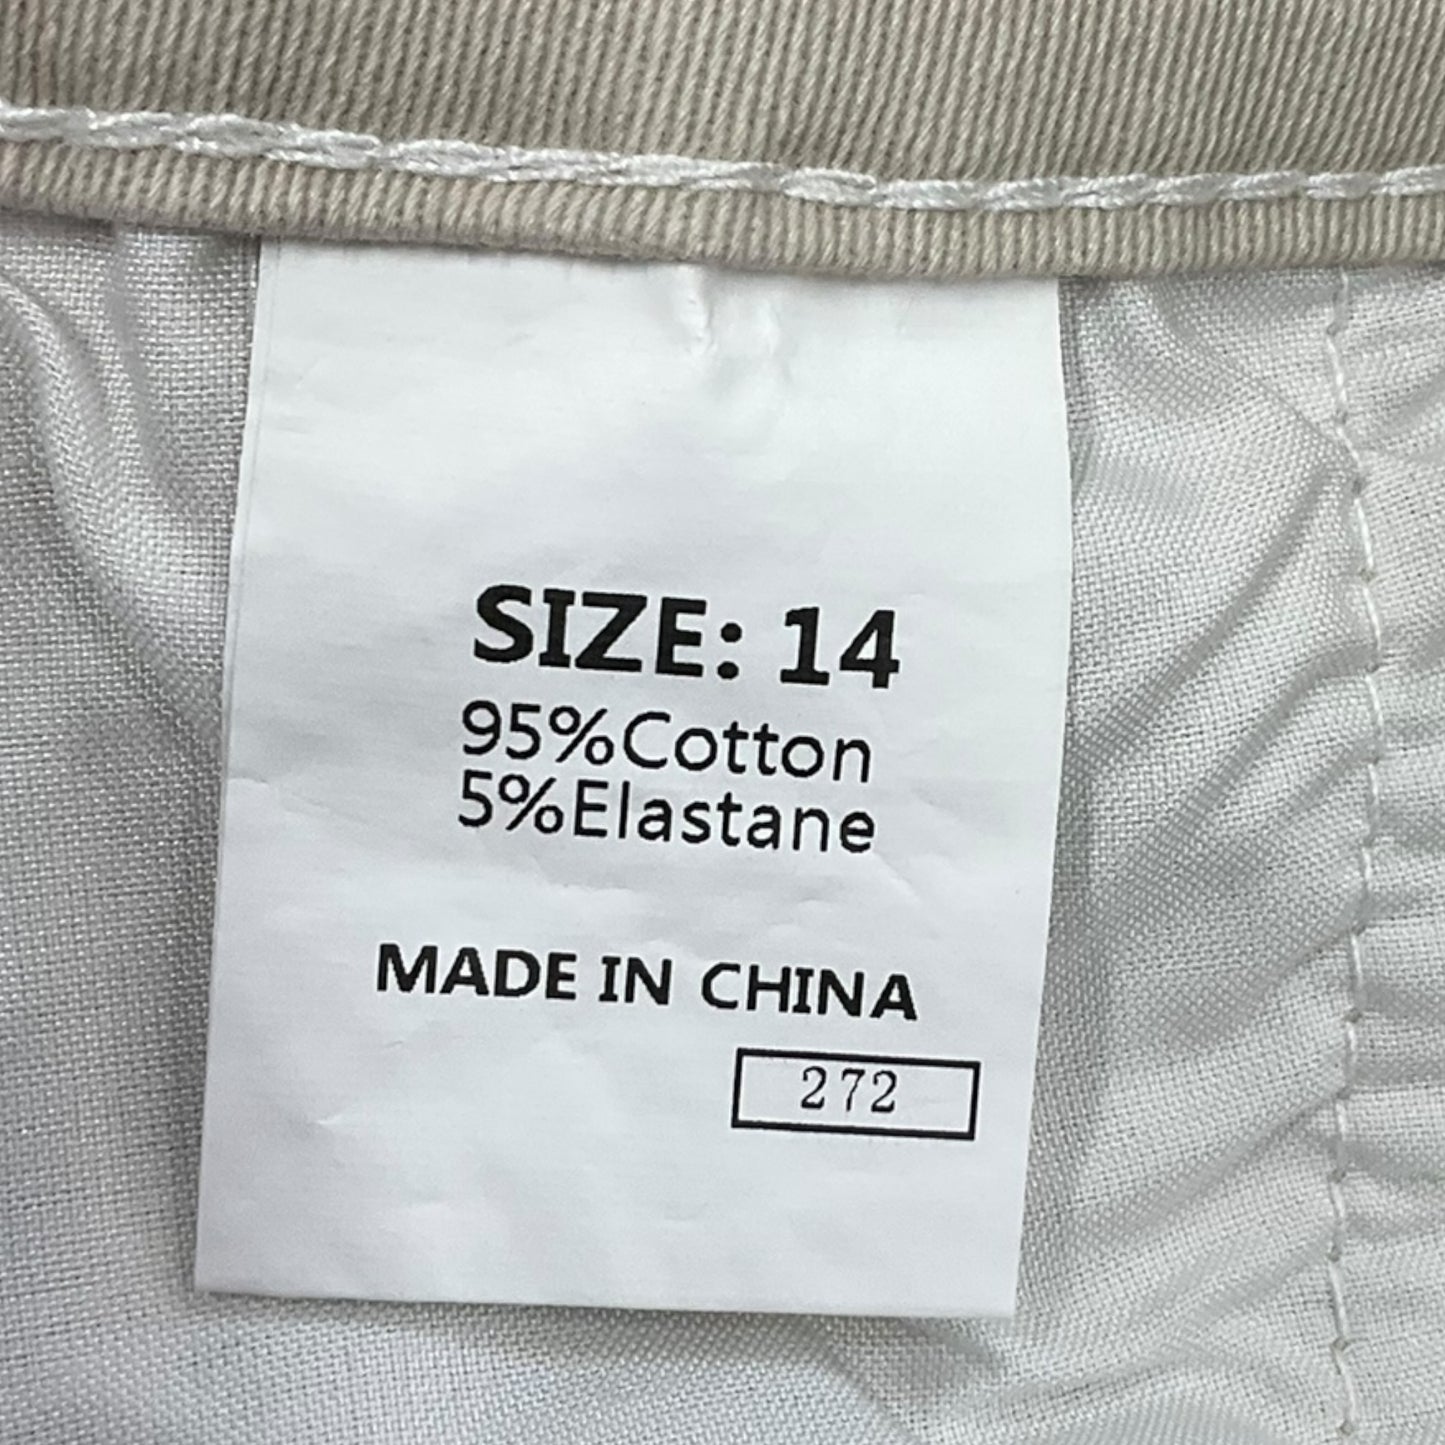 SIZE: 14
95%Cotton
5%Elastane
MADE IN CHINA
272